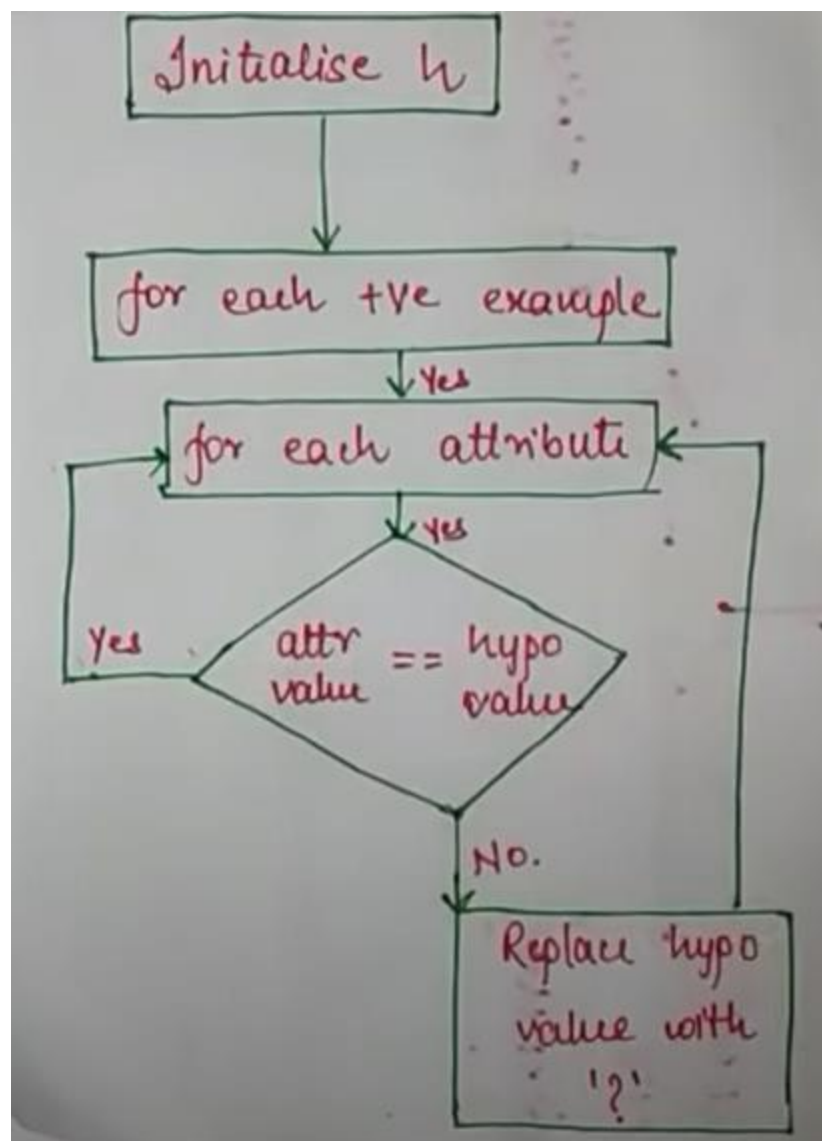 Initialise h
for each +ve example
Yes
for each attribute
Yes
attr value == hypo value
Yes
No.
Replace hypo
value with
'?'